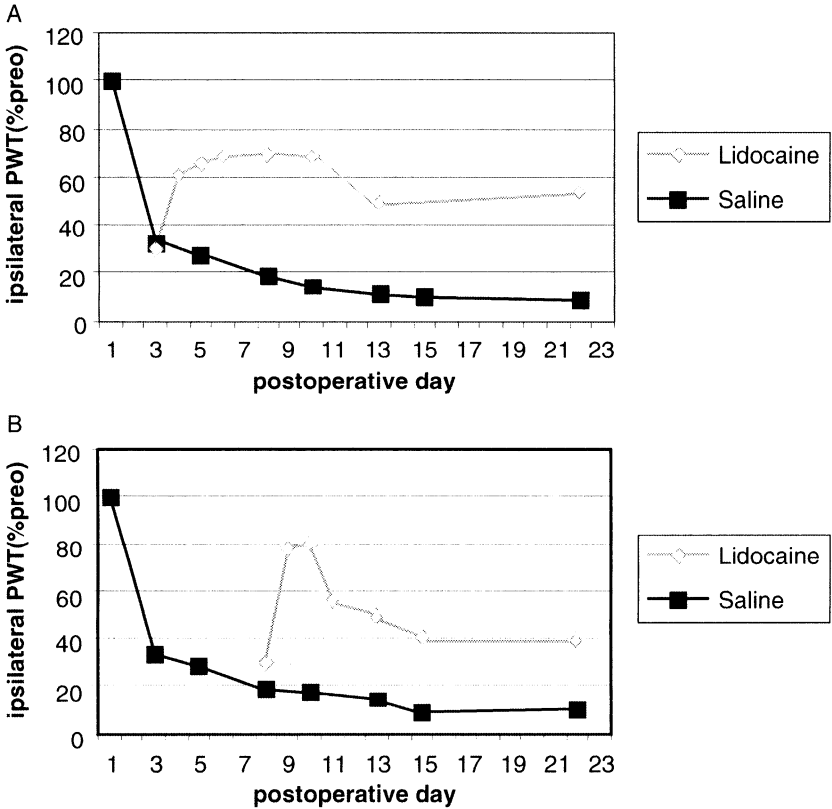 A
ipsilateral PWT(%preo)
120
100
80
60
40
20
0
1 3 5 7 9 11 13 15 17 19 21 23
postoperative day
Lidocaine
Saline
B
ipsilateral PWT(%preo)
120
100
80
60
40
20
0
1 3 5 7 9 11 13 15 17 19 21 23
postoperative day
Lidocaine
Saline